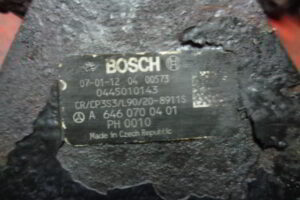 BOSCH
07-01-12 04 00573
0445010143
CR/CP3S3/L90/20-8911S
A 646 070 04 01
PH 0010
Made in Czech Republic